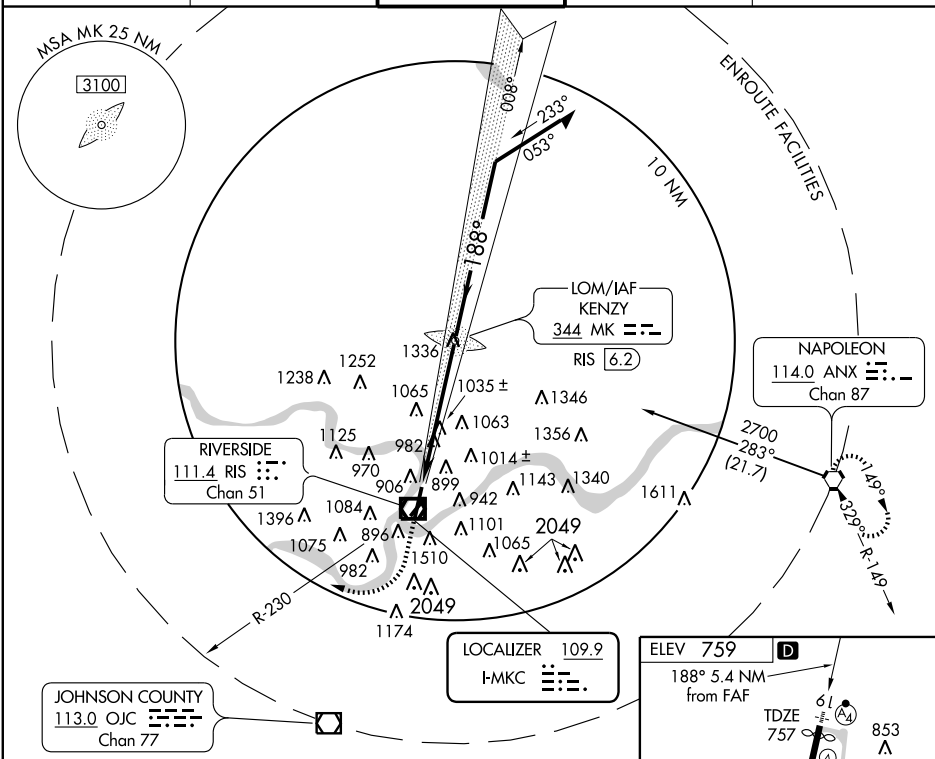 MSA MK 25 NM
3100
ENROUTE FACILITIES
10 NM
008°
233°
053°
188°
LOM/IAF
KENZY
344 MK
RIS 6.2
NAPOLEON
114.0 ANX
Chan 87
2700
283°
(21.7)
149°
329°
R-149
1336
1252
1238
1065
1035 ±
1346
1063
1356
1125
982
1014 ±
970
RIVERSIDE
111.4 RIS
Chan 51
906
899
1143
1340
942
1611
1084
1396
896
1101
1075
1065
2049
982
1510
R-230
2049
1174
LOCALIZER 109.9
I-MKC
JOHNSON COUNTY
113.0 OJC
Chan 77
ELEV 759 D
188° 5.4 NM
from FAF
19
A4
TDZE
757
853